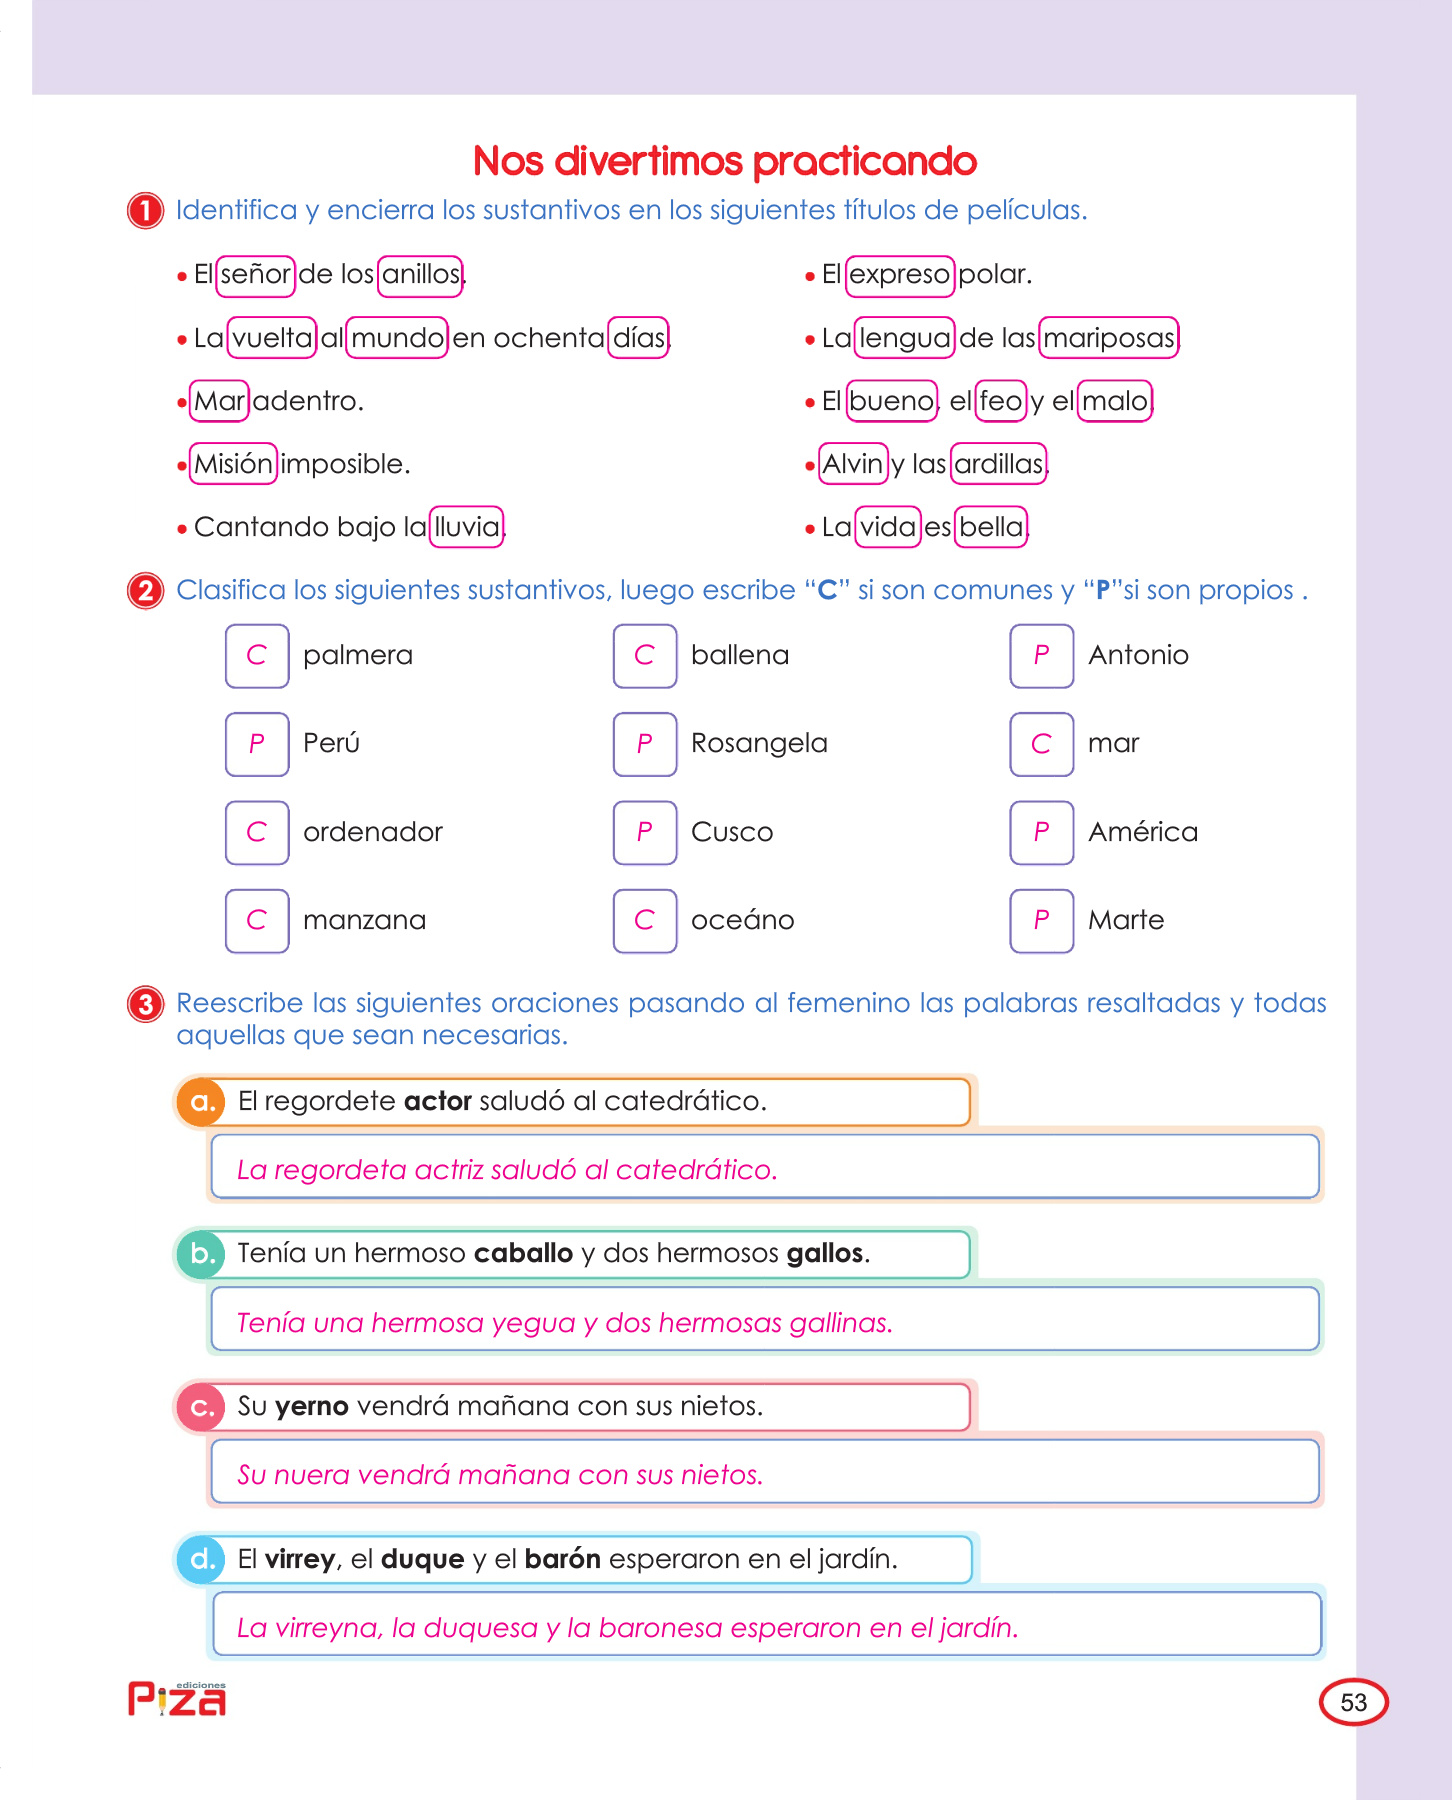 Nos divertimos practicando
1 Identifica y encierra los sustantivos en los siguientes títulos de películas.
• El señor de los anillos.
• El expreso polar.
• La vuelta al mundo en ochenta días.
• La lengua de las mariposas.
• Mar adentro.
• El bueno, el feo y el malo.
• Misión imposible.
• Alvin y las ardillas.
• Cantando bajo la lluvia.
• La vida es bella.
2 Clasifica los siguientes sustantivos, luego escribe “C” si son comunes y “P”si son propios .
C palmera
C ballena
P Antonio
P Perú
P Rosangela
C mar
C ordenador
P Cusco
P América
C manzana
C oceáno
P Marte
3 Reescribe las siguientes oraciones pasando al femenino las palabras resaltadas y todas
aquellas que sean necesarias.
a. El regordete actor saludó al catedrático.
La regordeta actriz saludó al catedrático.
b. Tenía un hermoso caballo y dos hermosos gallos.
Tenía una hermosa yegua y dos hermosas gallinas.
c. Su yerno vendrá mañana con sus nietos.
Su nuera vendrá mañana con sus nietos.
d. El virrey, el duque y el barón esperaron en el jardín.
La virreyna, la duquesa y la baronesa esperaron en el jardín.
ediciones
Piza
53